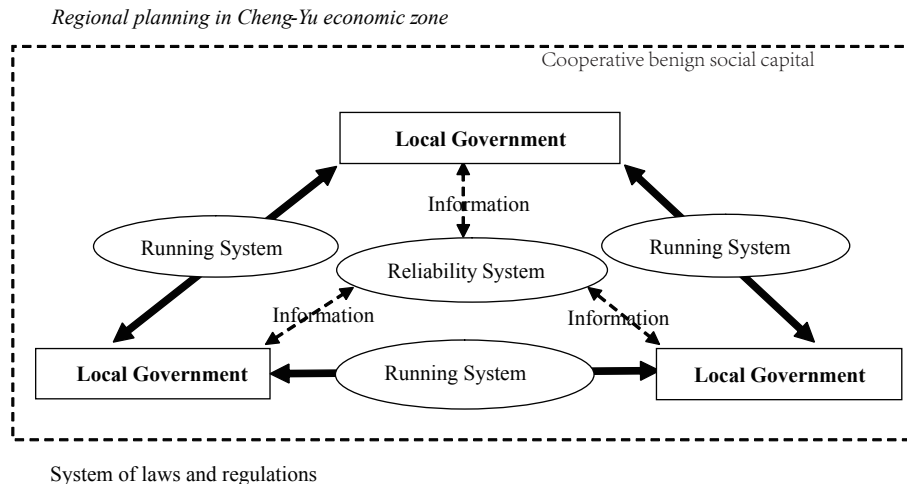 Regional planning in Cheng-Yu economic zone
Cooperative benign social capital
Local Government
Information
Running System
Running System
Reliability System
Information
Information
Local Government
Running System
Local Government
System of laws and regulations